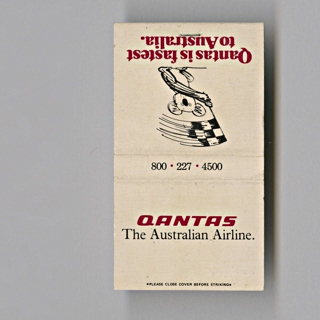 Qantas is fastest
to Australia.
800 • 227 • 4500
QANTAS
The Australian Airline.
•PLEASE CLOSE COVER BEFORE STRIKING•